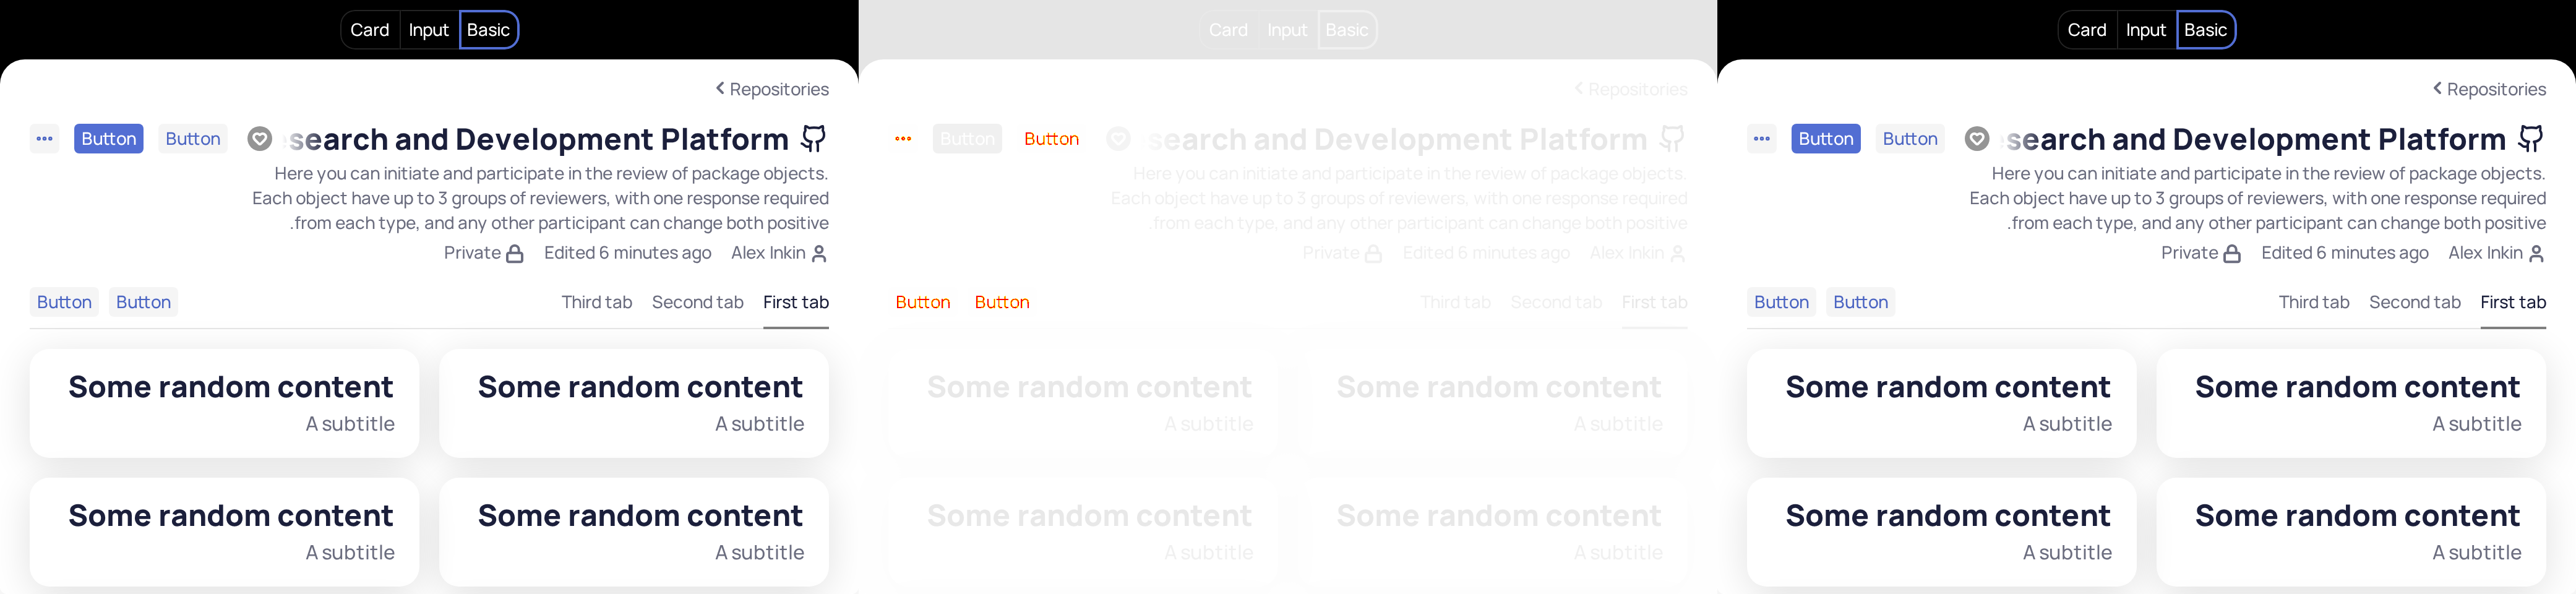 Card Input Basic
Repositories
Button Button search and Development Platform
Here you can initiate and participate in the review of package objects.
Each object have up to 3 groups of reviewers, with one response required
.from each type, and any other participant can change both positive
Private Edited 6 minutes ago Alex Inkin
Button Button Third tab Second tab First tab
Some random content Some random content
A subtitle A subtitle
Some random content Some random content
A subtitle A subtitle
Card Input Basic
Repositories
Button Button search and Development Platform
Here you can initiate and participate in the review of package objects.
Each object have up to 3 groups of reviewers, with one response required
.from each type, and any other participant can change both positive
Private Edited 6 minutes ago Alex Inkin
Button Button Third tab Second tab First tab
Some random content Some random content
A subtitle A subtitle
Some random content Some random content
A subtitle A subtitle
Card Input Basic
Repositories
Button Button search and Development Platform
Here you can initiate and participate in the review of package objects.
Each object have up to 3 groups of reviewers, with one response required
.from each type, and any other participant can change both positive
Private Edited 6 minutes ago Alex Inkin
Button Button Third tab Second tab First tab
Some random content Some random content
A subtitle A subtitle
Some random content Some random content
A subtitle A subtitle